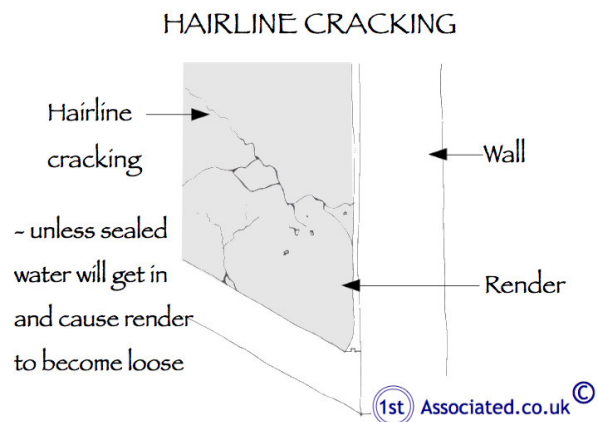 HAIRLINE CRACKING
Hairline
cracking
~ unless sealed
water will get in
and cause render
to become loose
Wall
Render
1st Associated.co.uk ©